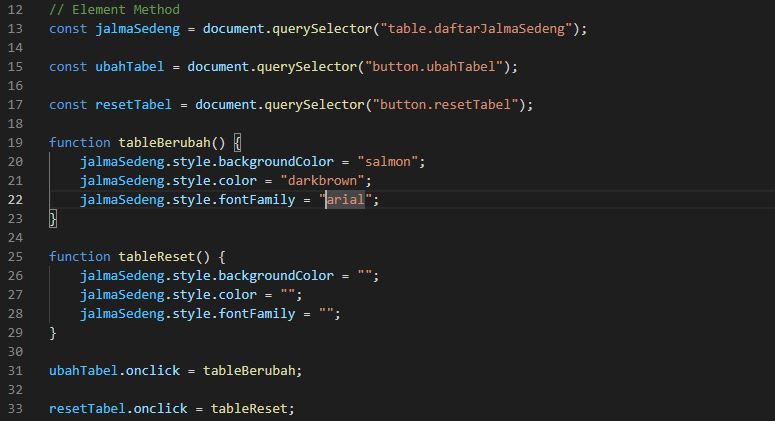 12 // Element Method
13 const jalmaSedeng = document.querySelector("table.daftarJalmaSedeng");
14
15 const ubahTabel = document.querySelector("button.ubahTabel");
16
17 const resetTabel = document.querySelector("button.resetTabel");
18
19 function tableBerubah() {
20     jalmaSedeng.style.backgroundColor = "salmon";
21     jalmaSedeng.style.color = "darkbrown";
22     jalmaSedeng.style.fontFamily = "arial";
23 }
24
25 function tableReset() {
26     jalmaSedeng.style.backgroundColor = "";
27     jalmaSedeng.style.color = "";
28     jalmaSedeng.style.fontFamily = "";
29 }
30
31 ubahTabel.onclick = tableBerubah;
32
33 resetTabel.onclick = tableReset;